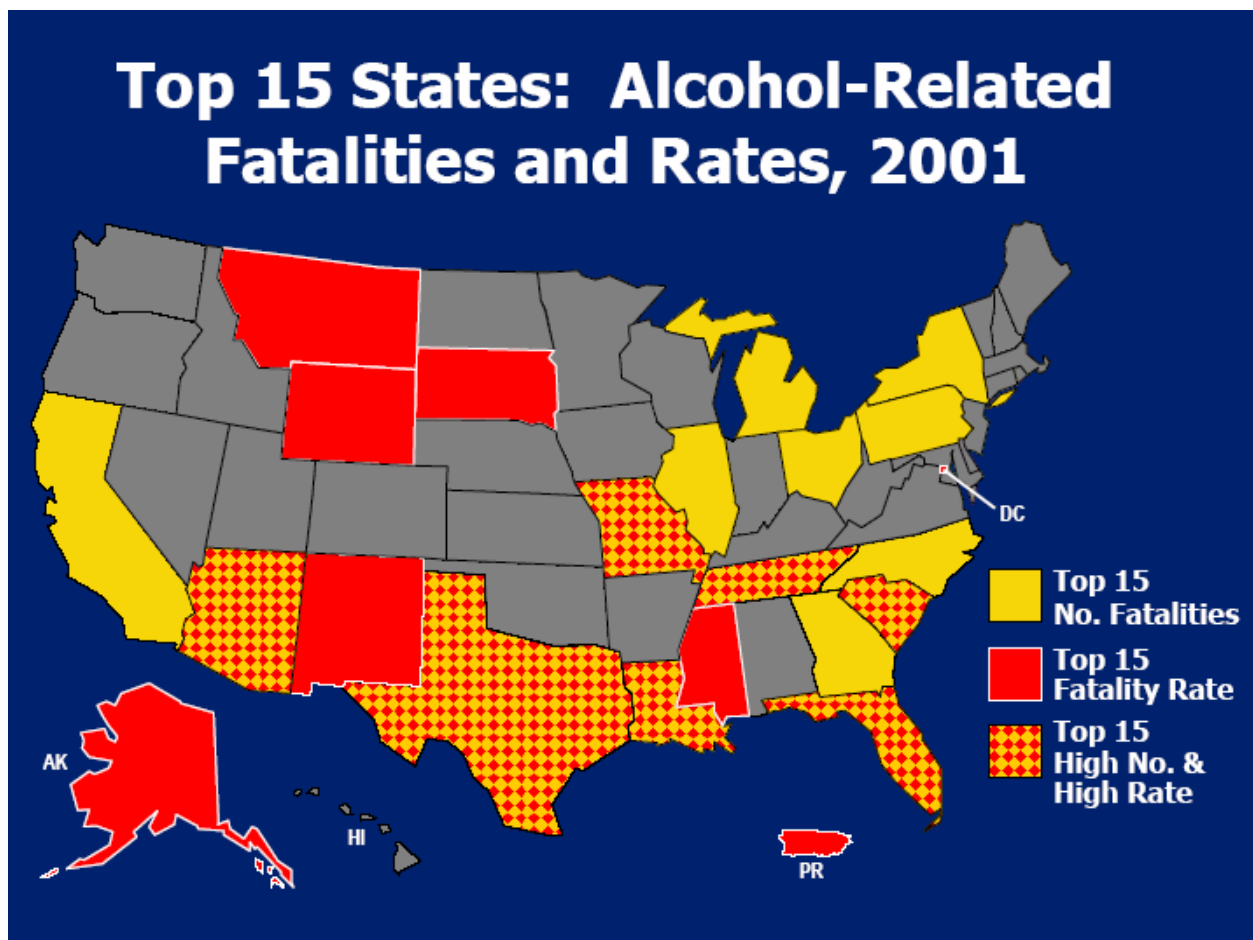 Top 15 States: Alcohol-Related
Fatalities and Rates, 2001
DC
Top 15
No. Fatalities
Top 15
Fatality Rate
Top 15
High No. &
High Rate
AK
HI
PR